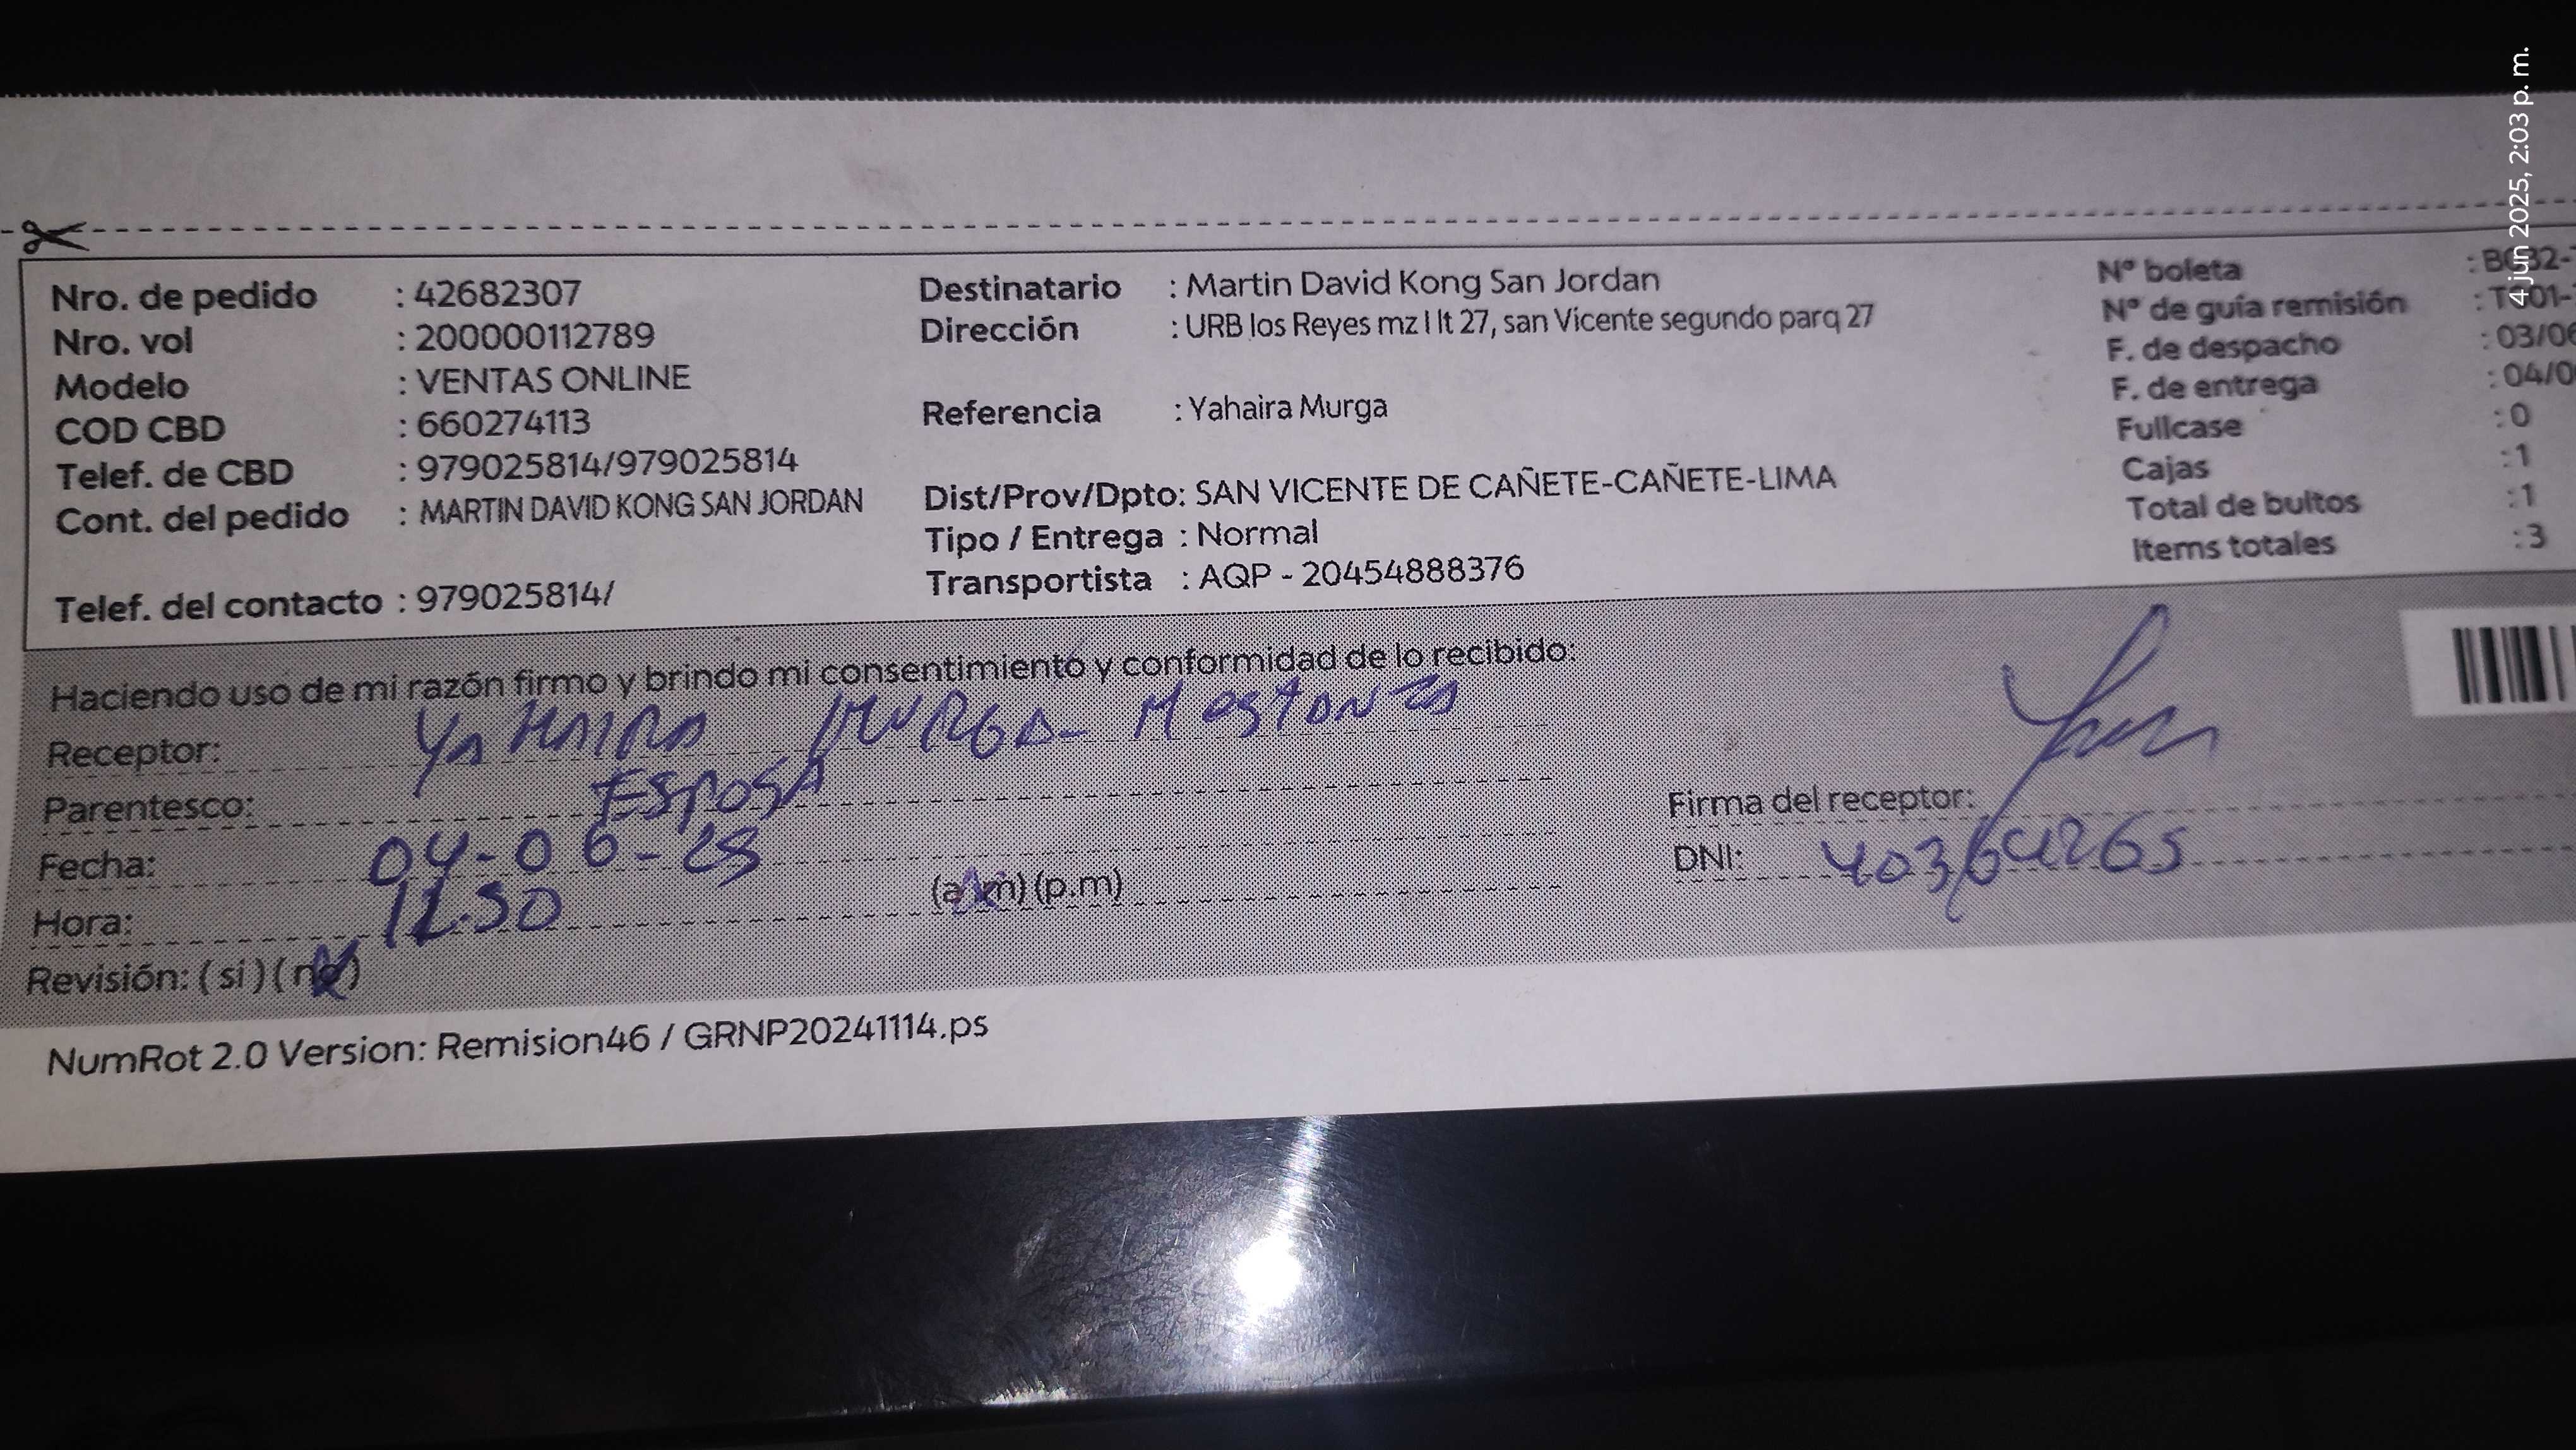 4 jun 2025, 2:03 p. m.
Nro. de pedido : 42682307
Nro. vol : 200000112789
Modelo : VENTAS ONLINE
COD CBD : 660274113
Telef. de CBD : 979025814/979025814
Cont. del pedido : MARTIN DAVID KONG SAN JORDAN
Telef. del contacto : 979025814/
Destinatario : Martin David Kong San Jordan
Dirección : URB los Reyes mz I lt 27, san Vicente segundo parq 27
Referencia : Yahaira Murga
Dist/Prov/Dpto: SAN VICENTE DE CAÑETE-CAÑETE-LIMA
Tipo / Entrega : Normal
Transportista : AQP - 20454888376
Nº boleta
Nº de guía remisión
F. de despacho : 03/06
F. de entrega : 04/0
Fullcase : 0
Cajas : 1
Total de bultos : 1
Items totales : 3
Haciendo uso de mi razón firmo y brindo mi consentimiento y conformidad de lo recibido:
Receptor: YAHAIRA MURGA
Parentesco: ESPOSA
Fecha: 04-06-25
Hora: (a.m) (p.m)
Revisión: (si) (no)
Firma del receptor:
DNI:
NumRot 2.0 Version: Remision46 / GRNP20241114.ps